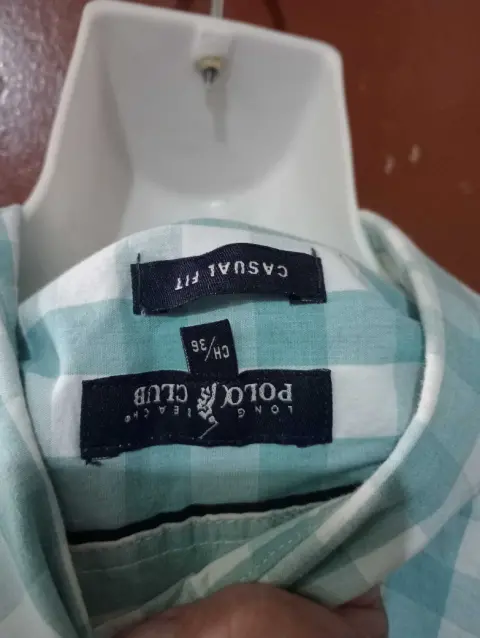 LONG BEACH®
POLO CLUB
CH/36
CASUAL FIT